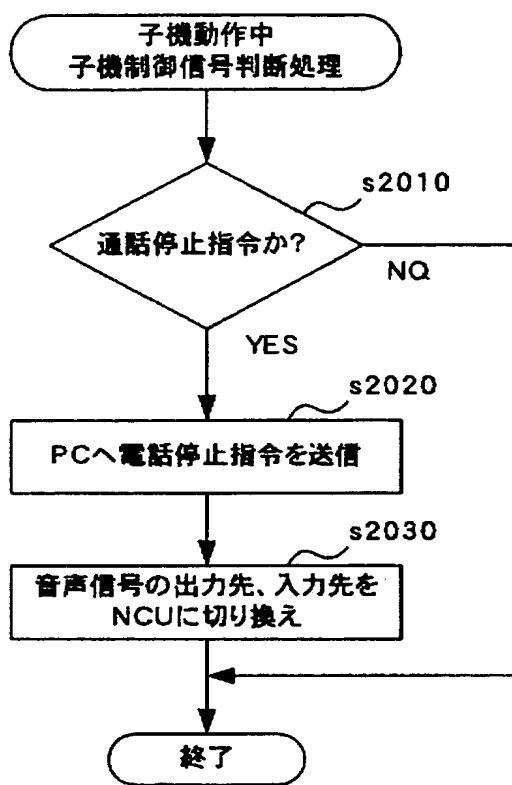 子機動作中
子機制御信号判断処理
s2010
通話停止指令か?
NO
YES
s2020
PCへ電話停止指令を送信
s2030
音声信号の出力先、入力先を
NCUに切り換え
終了